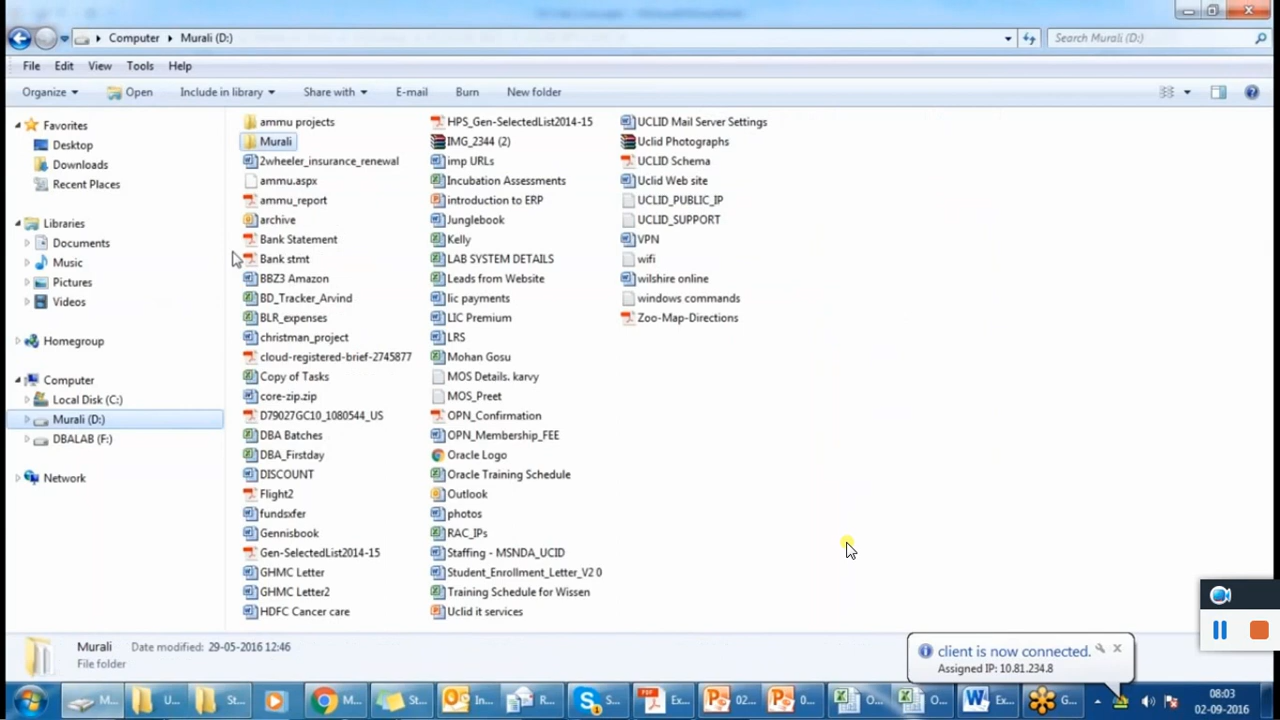 Computer ▸ Murali (D:)
Search Murali (D:)
File Edit View Tools Help
Organize Open Include in library Share with E-mail Burn New folder
Favorites
Desktop
Downloads
Recent Places
Libraries
Documents
Music
Pictures
Videos
Homegroup
Computer
Local Disk (C:)
Murali (D:)
DBALAB (F:)
Network
ammu projects
Murali
2wheeler_insurance_renewal
ammu.aspx
ammu_report
archive
Bank Statement
Bank stmt
BBZ3 Amazon
BD_Tracker_Arvind
BLR_expenses
christman_project
cloud-registered-brief-2745877
Copy of Tasks
core-zip.zip
D79027GC10_1080544_US
DBA Batches
DBA_Firstday
DISCOUNT
Flight2
fundsxfer
Gennisbook
Gen-SelectedList2014-15
GHMC Letter
GHMC Letter2
HDFC Cancer care
HPS_Gen-SelectedList2014-15
IMG_2344 (2)
imp URLs
Incubation Assessments
introduction to ERP
Junglebook
Kelly
LAB SYSTEM DETAILS
Leads from Website
lic payments
LIC Premium
LRS
Mohan Gosu
MOS Details. karvy
MOS_Preet
OPN_Confirmation
OPN_Membership_FEE
Oracle Logo
Oracle Training Schedule
Outlook
photos
RAC_IPs
Staffing - MSNDA_UCID
Student_Enrollment_Letter_V2 0
Training Schedule for Wissen
Uclid it services
UCLID Mail Server Settings
Uclid Photographs
UCLID Schema
Uclid Web site
UCLID_PUBLIC_IP
UCLID_SUPPORT
VPN
wifi
wilshire online
windows commands
Zoo-Map-Directions
Murali Date modified: 29-05-2016 12:46
File folder
client is now connected.
Assigned IP: 10.81.234.8
M... U... St... M... St... In... R... S... Ex... 02... 0... O... O... Ex... G...
08:03
02-09-2016